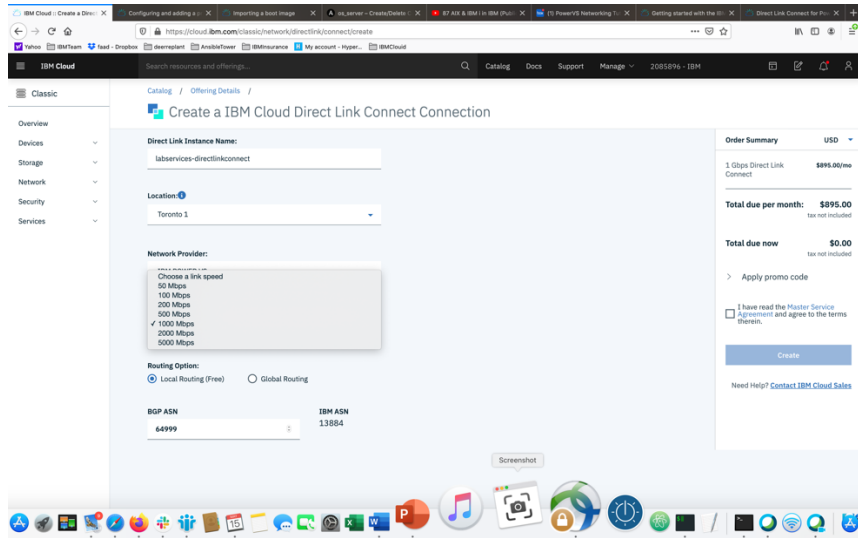 IBM Cloud :: Create a Direct
Configuring and adding a
Importing a boot image
os_server – Create/Delete
87 AIX & IBM i in IBM (Public
(1) PowerVS Networking
Getting started with the IBM
Direct Link Connect for Pow
https://cloud.ibm.com/classic/network/directlink/connect/create
Yahoo IBMTeam faad - Dropbox deerreplant AnsibleTower IBMinsurance My account - Hyper... IBMClould
IBM Cloud Search resources and offerings... Catalog Docs Support Manage 2085896 - IBM
Classic
Overview
Devices
Storage
Network
Security
Services
Catalog / Offering Details /
Create a IBM Cloud Direct Link Connect Connection
Direct Link Instance Name:
labservices-directlinkconnect
Location:
Toronto 1
Network Provider:
Choose a link speed
50 Mbps
100 Mbps
200 Mbps
500 Mbps
✓ 1000 Mbps
2000 Mbps
5000 Mbps
Routing Option:
Local Routing (Free) Global Routing
BGP ASN IBM ASN
64999 13884
Order Summary USD
1 Gbps Direct Link $895.00/mo
Connect
Total due per month: $895.00
tax not included
Total due now $0.00
tax not included
Apply promo code
I have read the Master Service
Agreement and agree to the terms
therein.
Create
Need Help? Contact IBM Cloud Sales
Screenshot
15